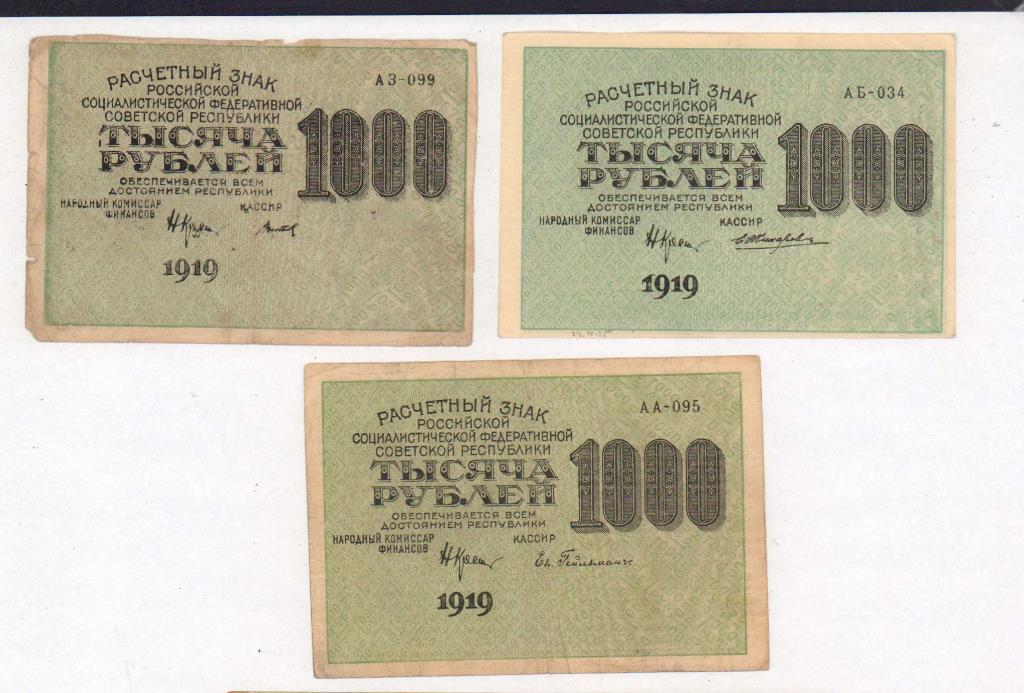 РАСЧЕТНЫЙ ЗНАК
РОССИЙСКОЙ
СОЦИАЛИСТИЧЕСКОЙ ФЕДЕРАТИВНОЙ
СОВЕТСКОЙ РЕСПУБЛИКИ
ТЫСЯЧА
РУБЛЕЙ
ОБЕСПЕЧИВАЕТСЯ ВСЕМ
ДОСТОЯНИЕМ РЕСПУБЛИКИ
НАРОДНЫЙ КОМИССАР
ФИНАНСОВ
КАССИР
1919
АЗ-099
1000
РАСЧЕТНЫЙ ЗНАК
РОССИЙСКОЙ
СОЦИАЛИСТИЧЕСКОЙ ФЕДЕРАТИВНОЙ
СОВЕТСКОЙ РЕСПУБЛИКИ
ТЫСЯЧА
РУБЛЕЙ
ОБЕСПЕЧИВАЕТСЯ ВСЕМ
ДОСТОЯНИЕМ РЕСПУБЛИКИ
НАРОДНЫЙ КОМИССАР
ФИНАНСОВ
КАССИР
1919
АБ-034
1000
РАСЧЕТНЫЙ ЗНАК
РОССИЙСКОЙ
СОЦИАЛИСТИЧЕСКОЙ ФЕДЕРАТИВНОЙ
СОВЕТСКОЙ РЕСПУБЛИКИ
ТЫСЯЧА
РУБЛЕЙ
ОБЕСПЕЧИВАЕТСЯ ВСЕМ
ДОСТОЯНИЕМ РЕСПУБЛИКИ
НАРОДНЫЙ КОМИССАР
ФИНАНСОВ
КАССИР
Ев. Гейльман
1919
АА-095
1000